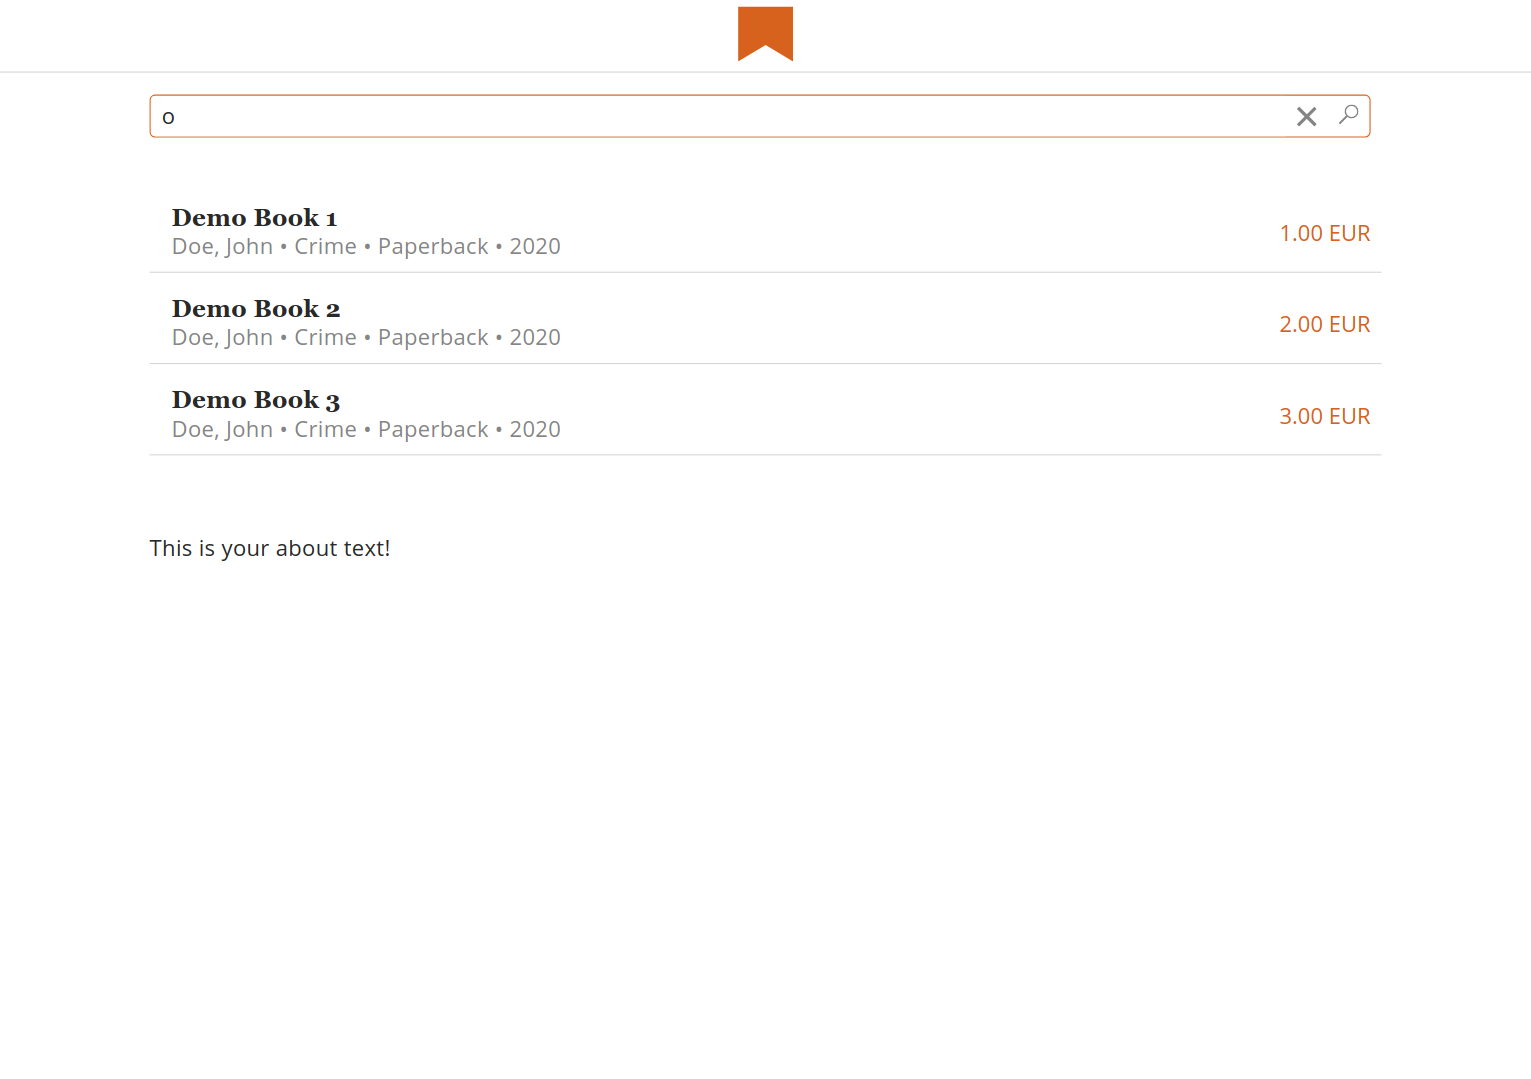 o
Demo Book 1
Doe, John • Crime • Paperback • 2020
1.00 EUR
Demo Book 2
Doe, John • Crime • Paperback • 2020
2.00 EUR
Demo Book 3
Doe, John • Crime • Paperback • 2020
3.00 EUR
This is your about text!